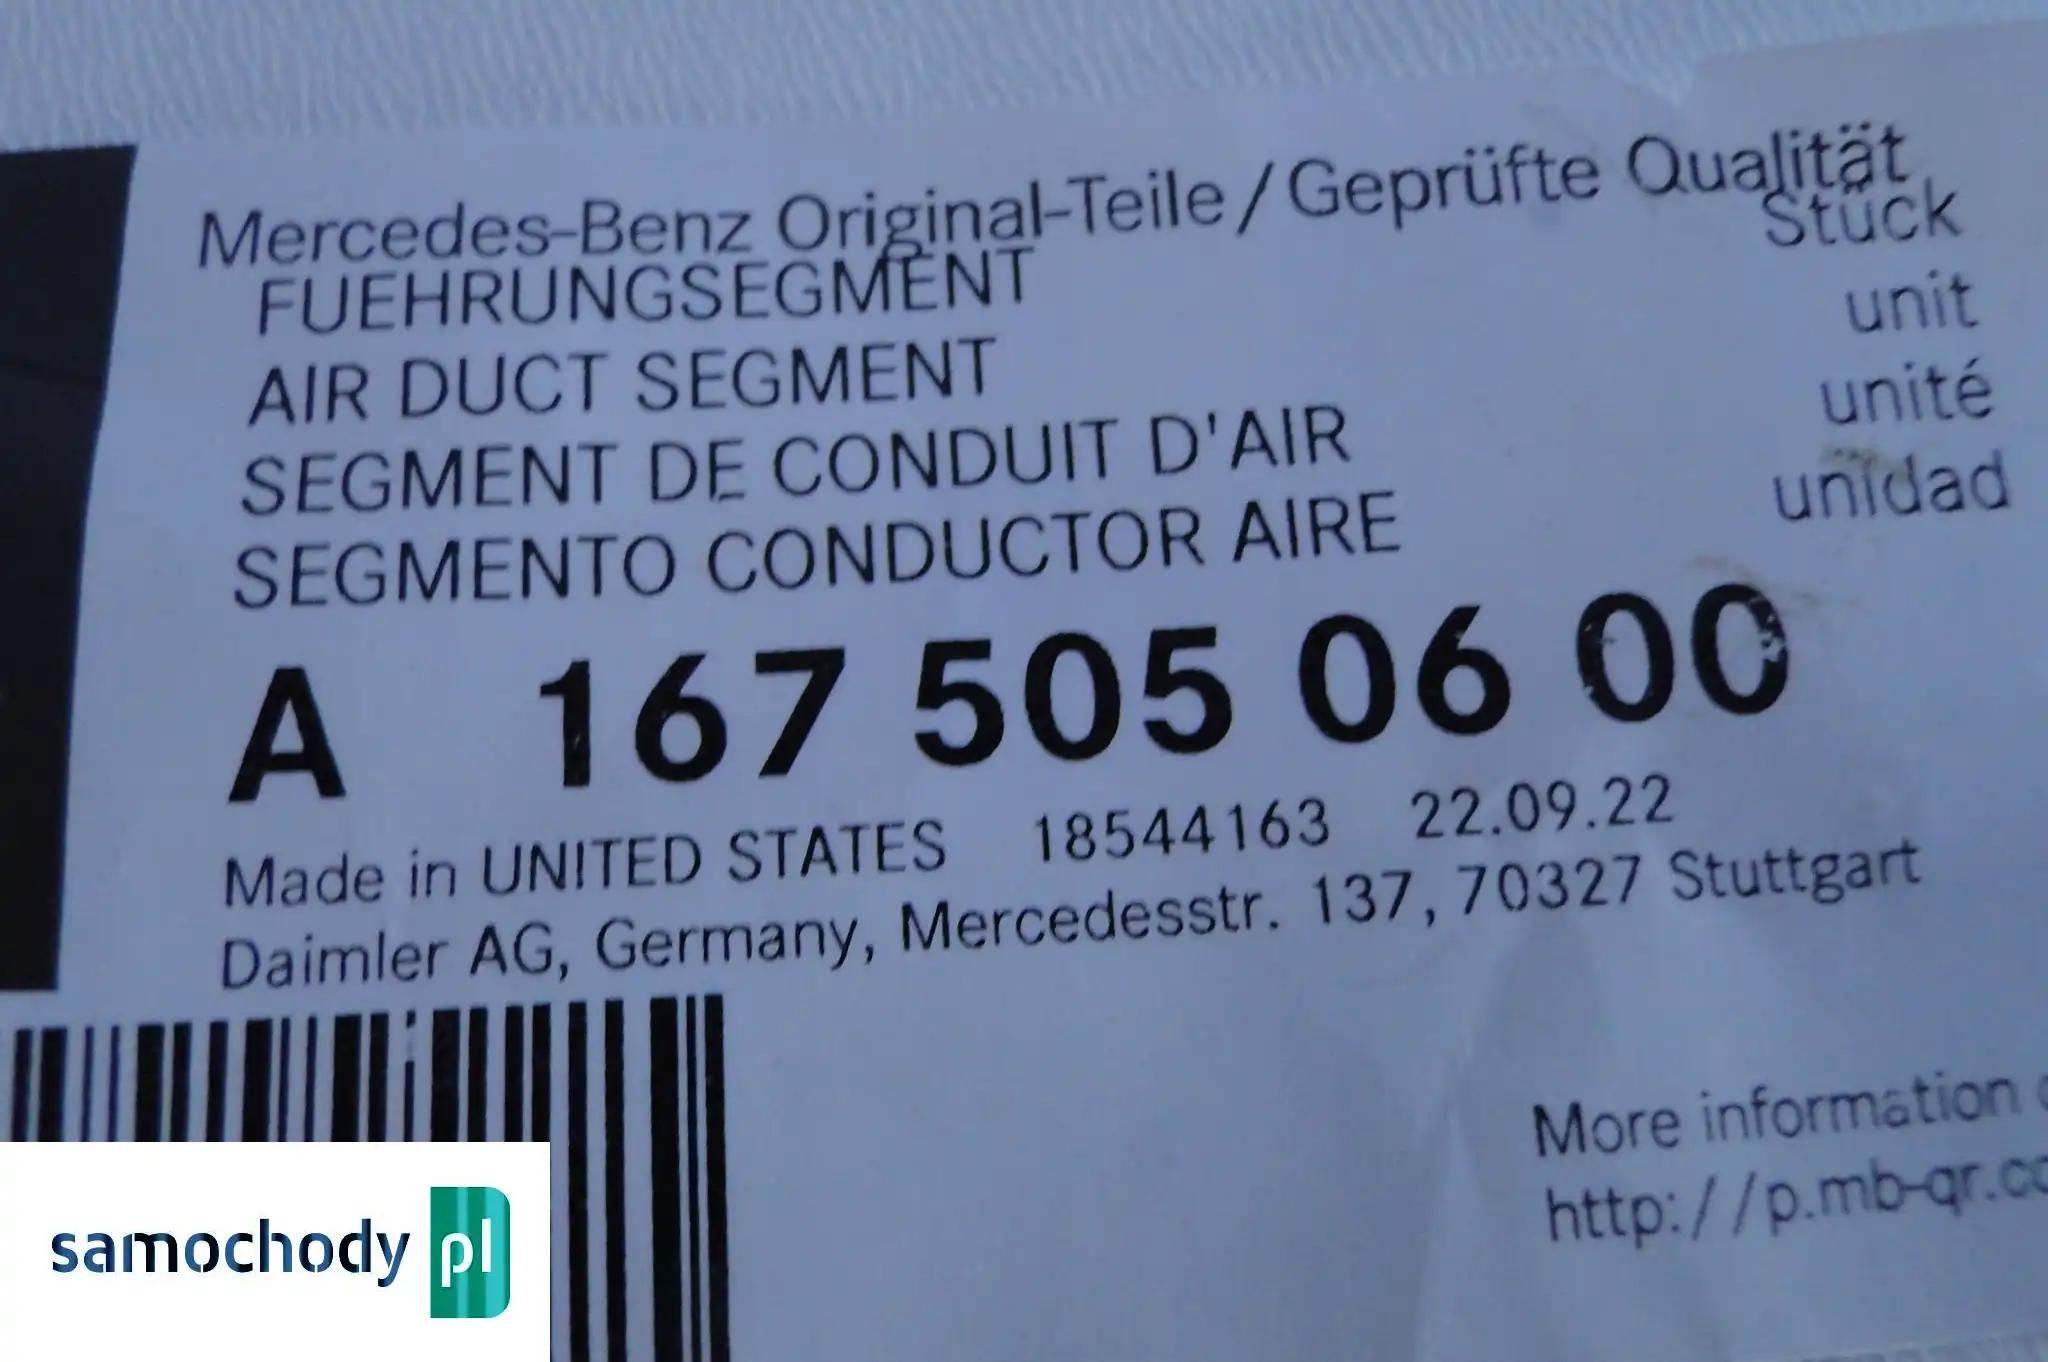 Mercedes-Benz Original-Teile/Geprüfte Qualität
Stück
FUEHRUNGSEGMENT
unit
AIR DUCT SEGMENT
unité
SEGMENT DE CONDUIT D'AIR
unidad
SEGMENTO CONDUCTOR AIRE
A 167 505 06 00
Made in UNITED STATES 18544163 22.09.22
Daimler AG, Germany, Mercedesstr. 137, 70327 Stuttgart
More information
http://p.mb-qr.co
samochody pl